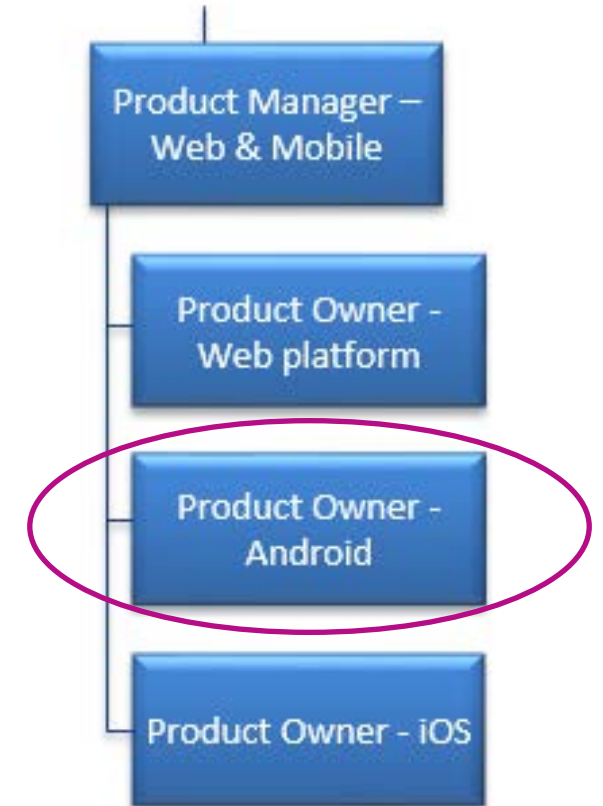 Product Manager –
Web & Mobile
Product Owner -
Web platform
Product Owner -
Android
Product Owner - iOS